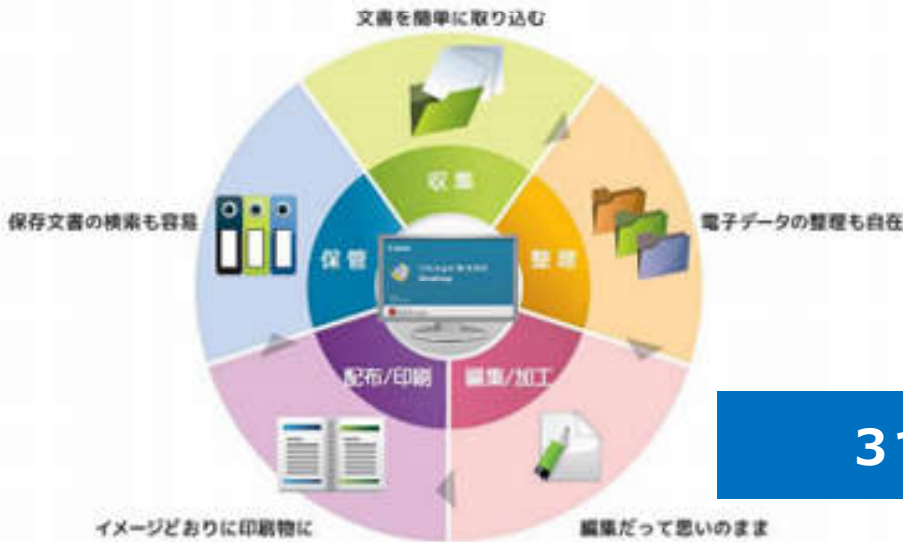 文書を簡単に取り込む
収集
保存文書の検索も容易
保管
整理
電子データの整理も自在
配布/印刷
編集/加工
31
イメージどおりに印刷物に
編集だって思いのまま